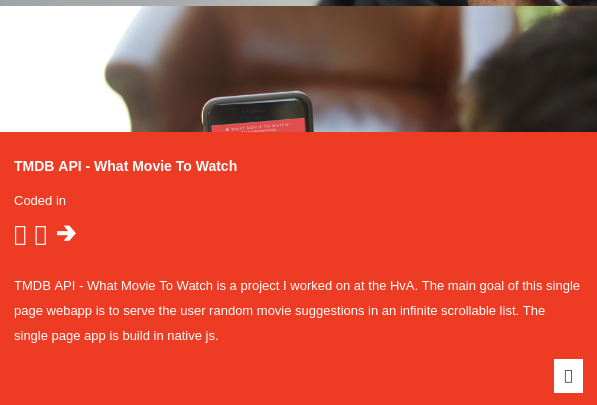 WHAT MOVIE TO WATCH?
TMDB API - What Movie To Watch
Coded in
TMDB API - What Movie To Watch is a project I worked on at the HvA. The main goal of this single
page webapp is to serve the user random movie suggestions in an infinite scrollable list. The
single page app is build in native js.